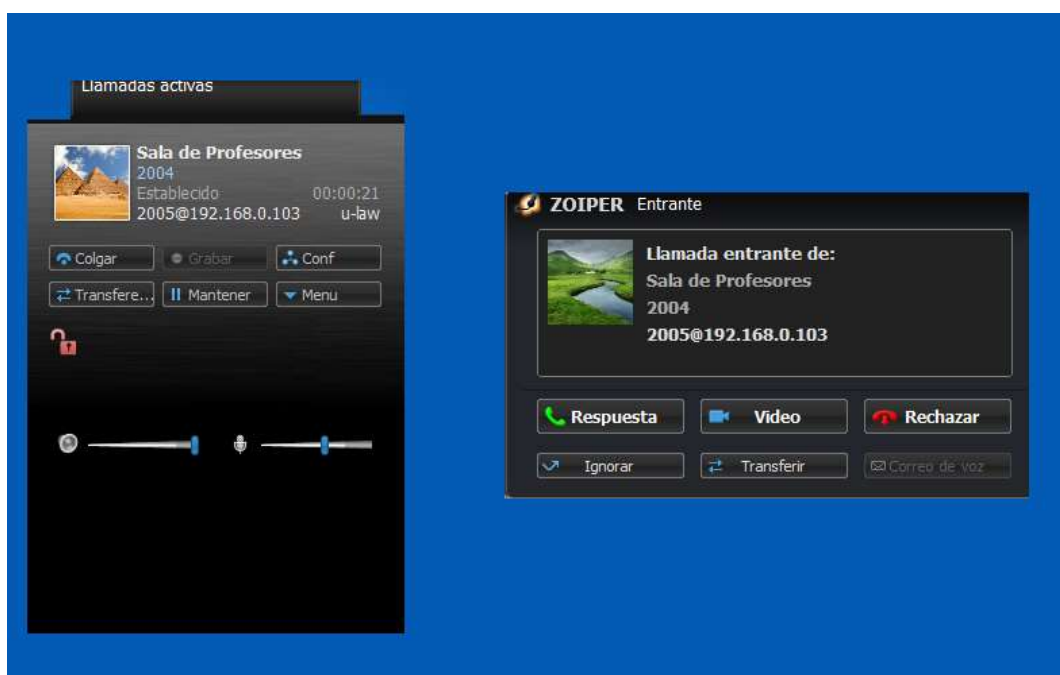 Llamadas activas
Sala de Profesores
2004
Establecido 00:00:21
2005@192.168.0.103 u-law
Colgar Grabar Conf
Transfere... Mantener Menu
ZOIPER Entrante
Llamada entrante de:
Sala de Profesores
2004
2005@192.168.0.103
Respuesta Video Rechazar
Ignorar Transferir Correo de voz